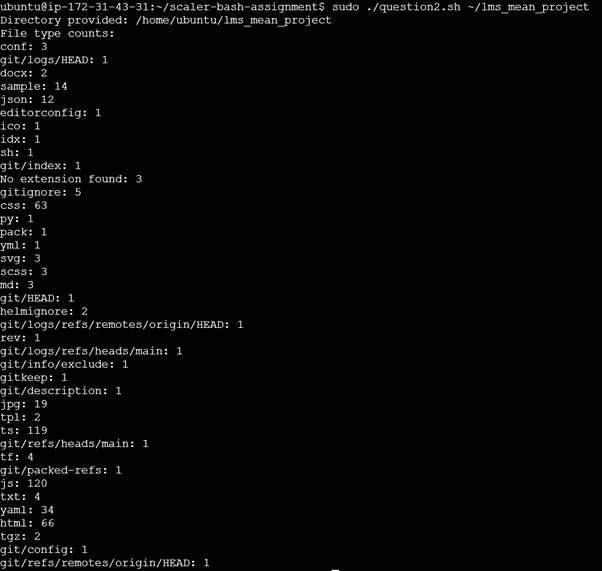 ubuntu@ip-172-31-43-31:~/scaler-bash-assignment$ sudo ./question2.sh ~/lms_mean_project
Directory provided: /home/ubuntu/lms_mean_project
File type counts:
conf: 3
git/logs/HEAD: 1
docx: 2
sample: 14
json: 12
editorconfig: 1
ico: 1
idx: 1
sh: 1
git/index: 1
No extension found: 3
gitignore: 5
css: 63
py: 1
pack: 1
yml: 1
svg: 3
scss: 3
md: 3
git/HEAD: 1
helmignore: 2
git/logs/refs/remotes/origin/HEAD: 1
rev: 1
git/logs/refs/heads/main: 1
git/info/exclude: 1
gitkeep: 1
git/description: 1
jpg: 19
tpl: 2
ts: 119
git/refs/heads/main: 1
tf: 4
git/packed-refs: 1
js: 120
txt: 4
yaml: 34
html: 66
tgz: 2
git/config: 1
git/refs/remotes/origin/HEAD: 1